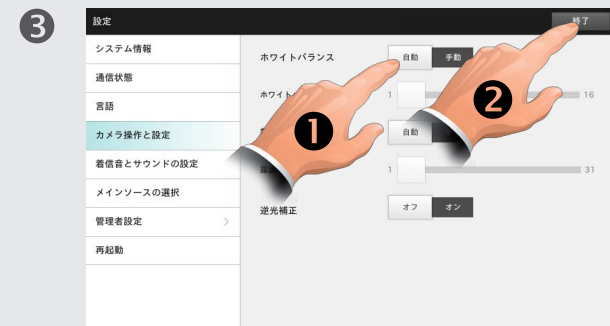 3
設定
終了
システム情報
ホワイトバランス 自動 手動
通信状態
ホワイト 1 16
言語
カメラ操作と設定 自動
着信音とサウンドの設定
1 31
メインソースの選択
逆光補正 オフ オン
管理者設定 >
再起動
1
2